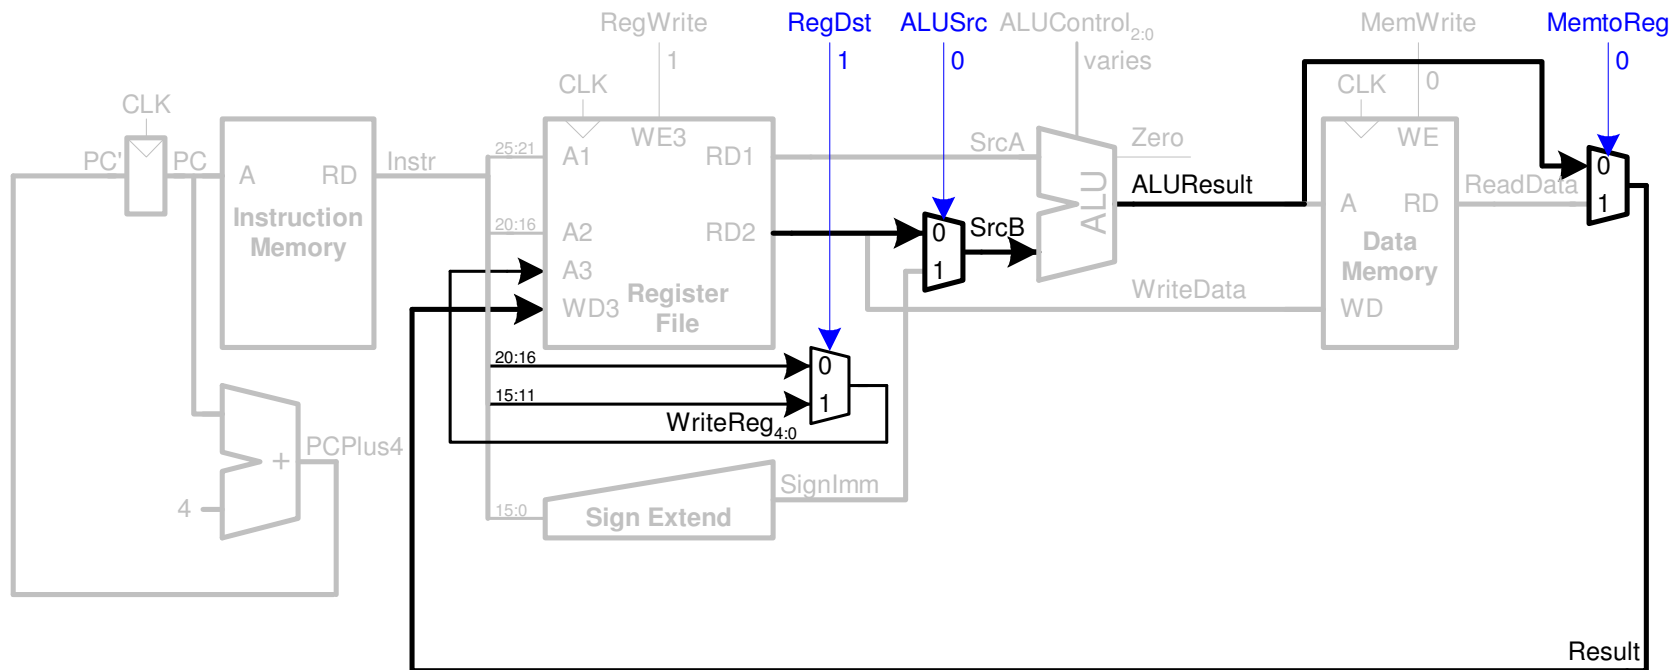 RegWrite RegDst ALUSrc ALUControl2:0 MemWrite MemtoReg
1 1 0 varies 0 0
CLK CLK CLK
PC' PC A RD Instr
Instruction
Memory
25:21 A1 WE3 RD1 SrcA Zero WE
20:16 A2 RD2 0 SrcB ALU ALUResult A RD ReadData 0
A3 1 1
WD3 Register
File
WriteData Data
Memory
WD
20:16 0
15:11 1
WriteReg4:0
PCPlus4
+
4
SignImm
15:0 Sign Extend
Result